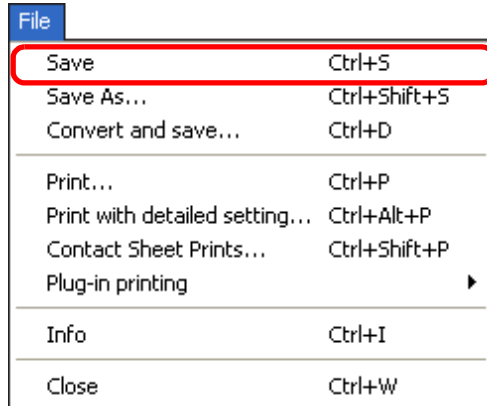 File
Save Ctrl+S
Save As... Ctrl+Shift+S
Convert and save... Ctrl+D
Print... Ctrl+P
Print with detailed setting... Ctrl+Alt+P
Contact Sheet Prints... Ctrl+Shift+P
Plug-in printing
Info Ctrl+I
Close Ctrl+W